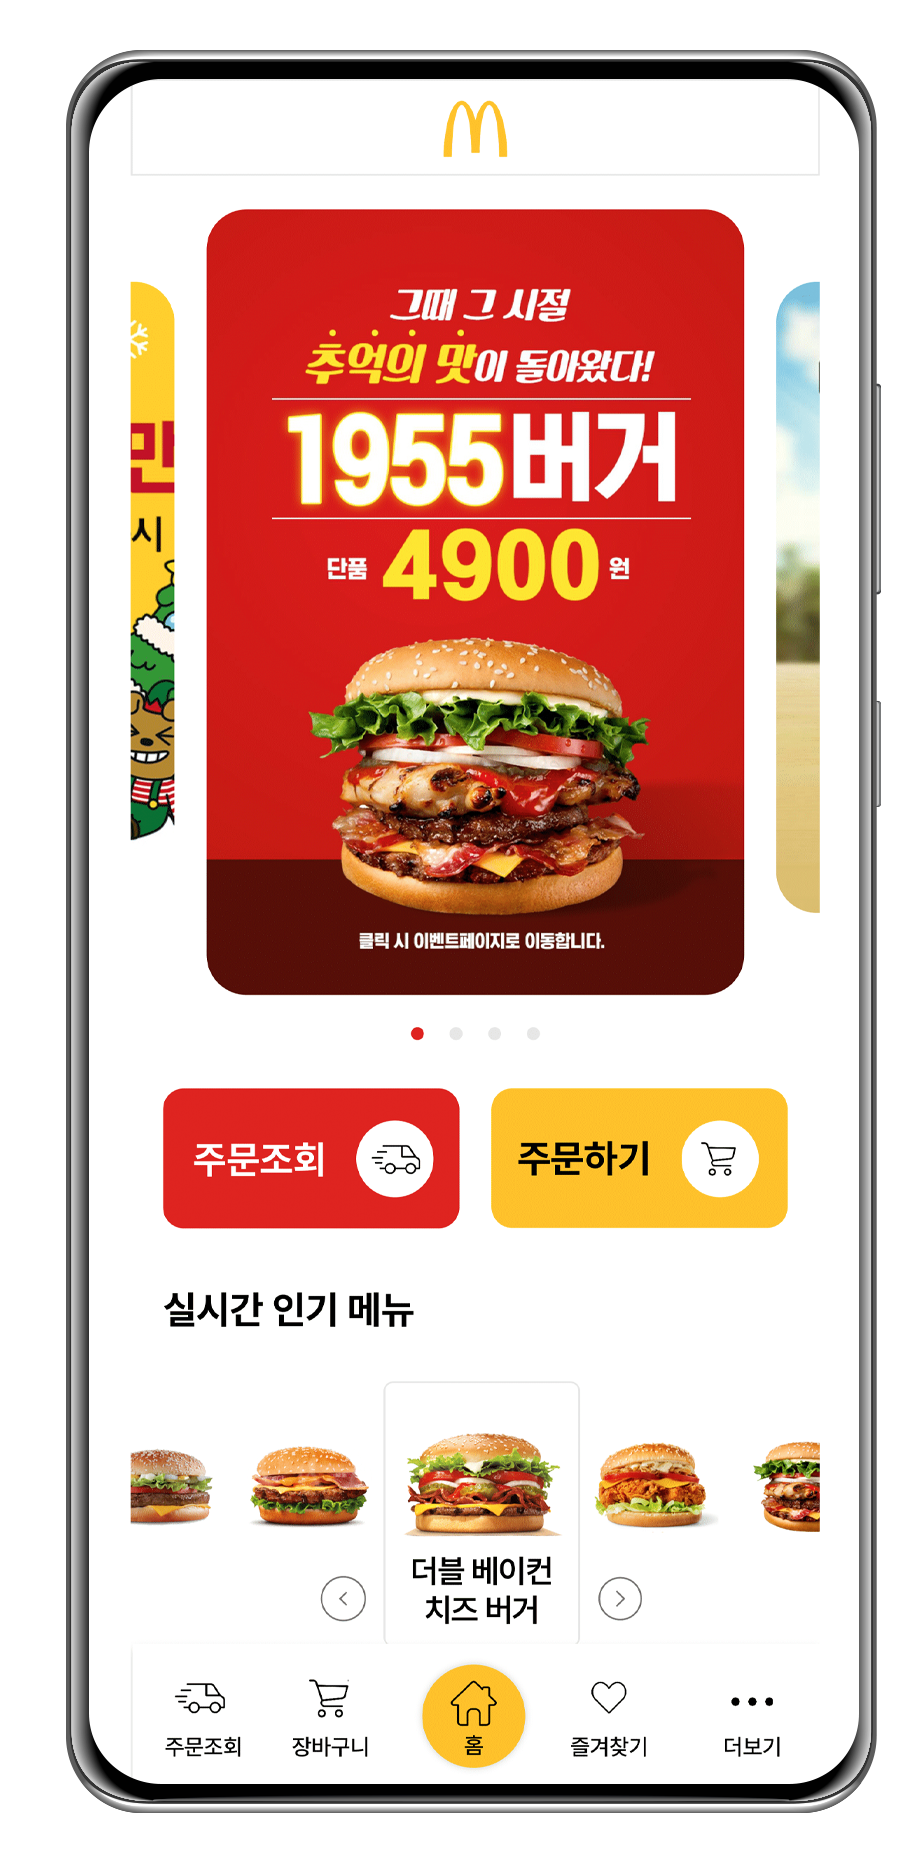 그때 그 시절
추억의 맛이 돌아왔다!
1955버거
단품 4900 원
클릭 시 이벤트페이지로 이동합니다.
시
주문조회
주문하기
실시간 인기 메뉴
더블 베이컨
치즈 버거
주문조회
장바구니
홈
즐겨찾기
더보기